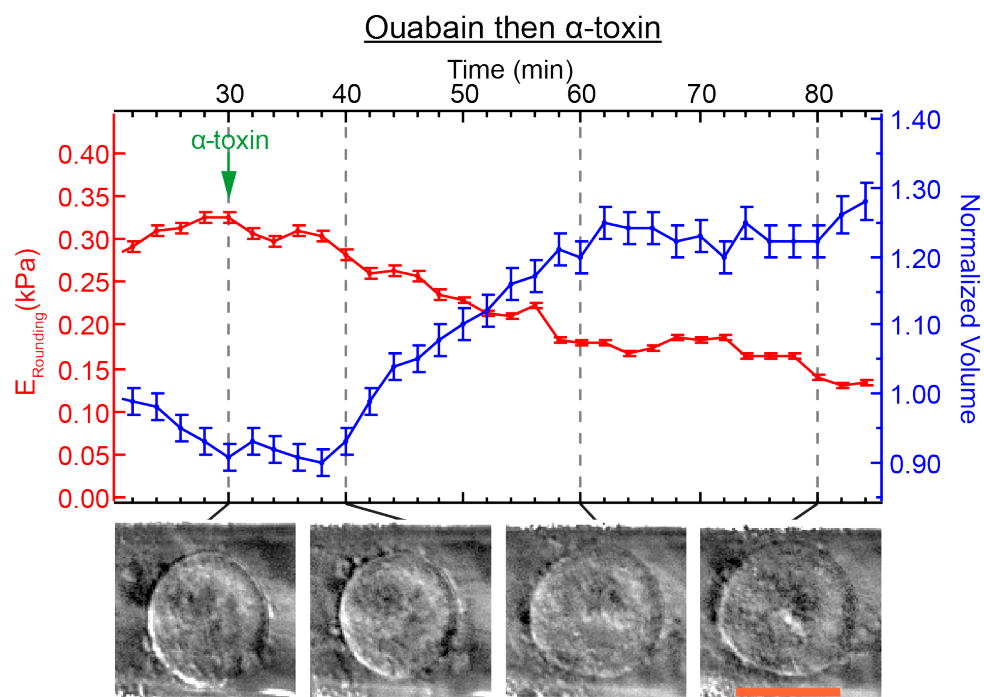 Ouabain then α-toxin
Time (min)
30 40 50 60 70 80
α-toxin
0.40
0.35
0.30
0.25
0.20
0.15
0.10
0.05
0.00
E Rounding (kPa)
1.40
1.30
1.20
1.10
1.00
0.90
Normalized Volume